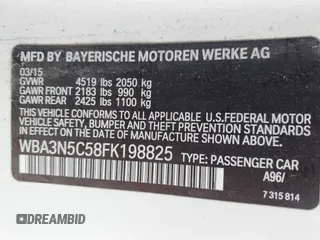 MFD BY BAYERISCHE MOTOREN WERKE AG
03/15
GVWR 4519 lbs 2050 kg
GAWR FRONT 2183 lbs 990 kg
GAWR REAR 2425 lbs 1100 kg
THIS VEHICLE CONFORMS TO ALL APPLICABLE U.S. FEDERAL MOTOR
VEHICLE SAFETY, BUMPER AND THEFT PREVENTION
STANDARDS IN EFFECT ON THE DATE OF MANUFACTURE SHOWN ABOVE.
WBA3N5C58FK198825 TYPE: PASSENGER CAR
A96/
7 315 814
DEALERSCOPE